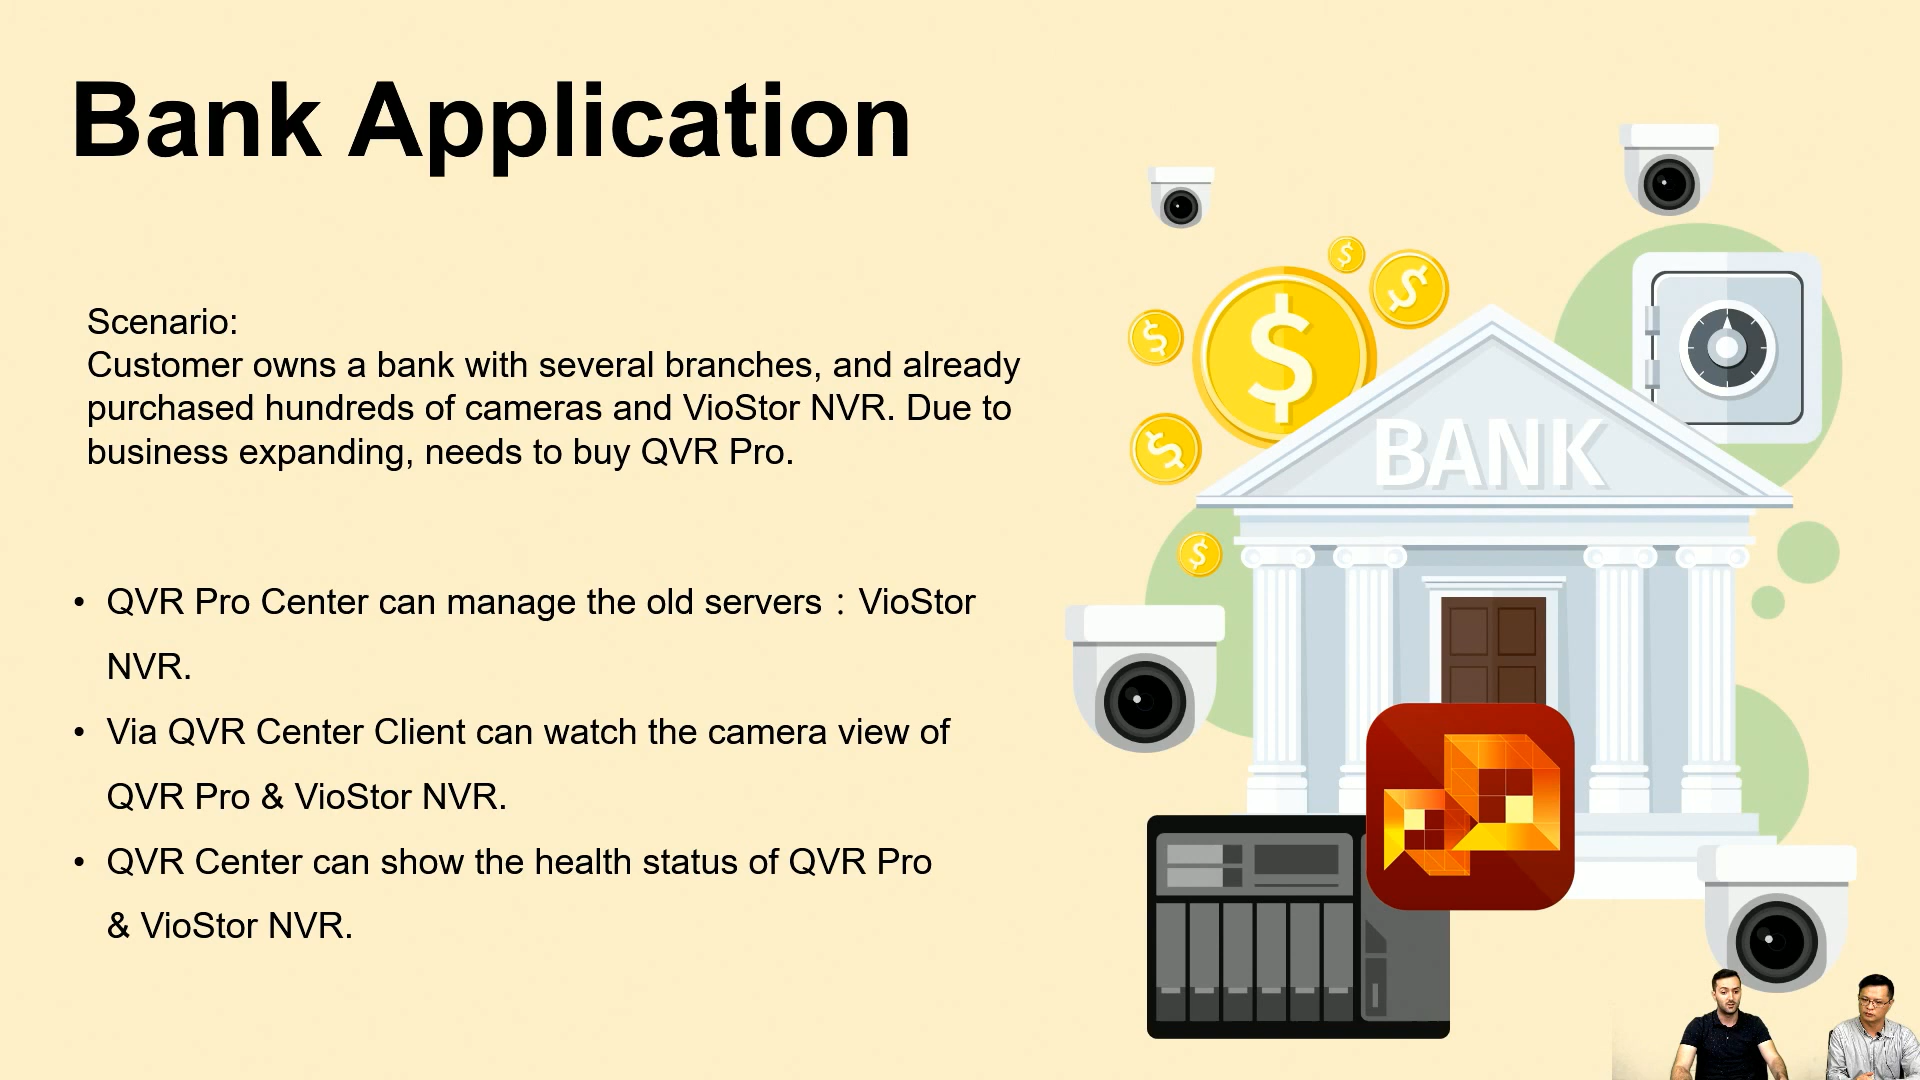 Bank Application
Scenario:
Customer owns a bank with several branches, and already
purchased hundreds of cameras and VioStor NVR. Due to
business expanding, needs to buy QVR Pro.
• QVR Pro Center can manage the old servers：VioStor
NVR.
• Via QVR Center Client can watch the camera view of
QVR Pro & VioStor NVR.
• QVR Center can show the health status of QVR Pro
& VioStor NVR.
$
$
$
$
$
$
BANK